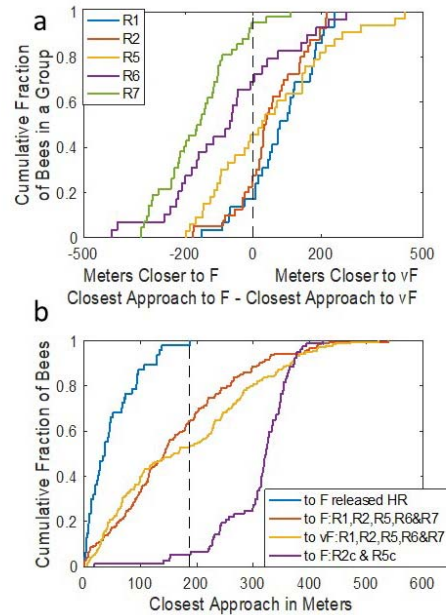 a
R1
R2
R5
R6
R7
Cumulative Fraction
of Bees in a Group
1
0.8
0.6
0.4
0.2
0
-500 -200 0 200 500
Meters Closer to F Meters Closer to vF
Closest Approach to F - Closest Approach to vF
b
Cumulative Fraction of Bees
1
0.8
0.6
0.4
0.2
0
to F released HR
to F:R1,R2,R5,R6&R7
to vF:R1,R2,R5,R6&R7
to F:R2c & R5c
0 100 200 300 400 500 600
Closest Approach in Meters